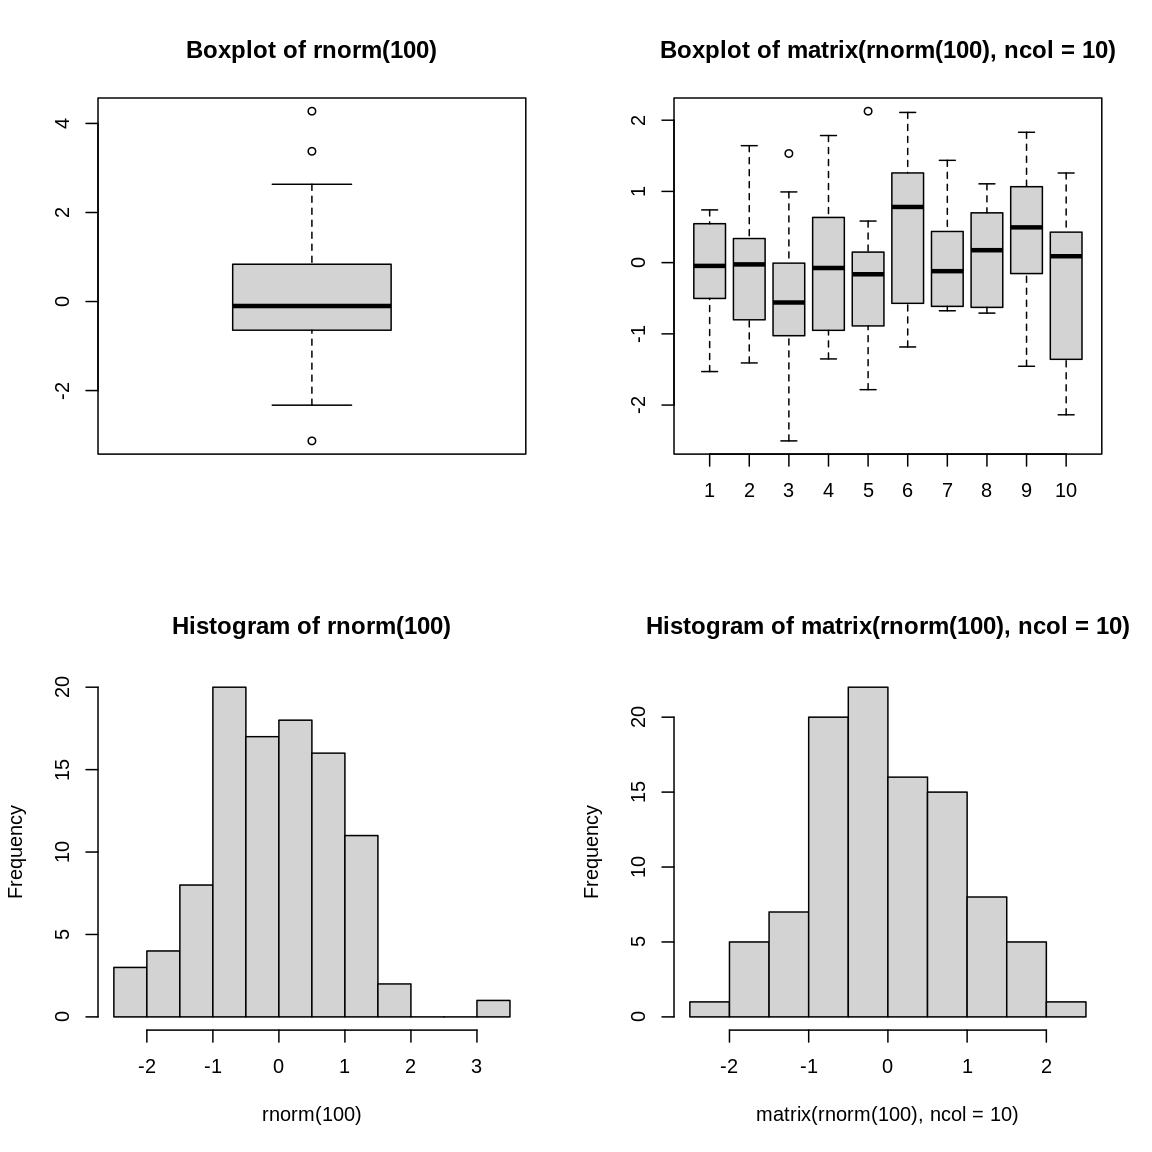 Boxplot of rnorm(100)
4
2
0
-2
Boxplot of matrix(rnorm(100), ncol = 10)
2
1
0
-1
-2
1 2 3 4 5 6 7 8 9 10
Histogram of rnorm(100)
Frequency
20
15
10
5
0
-2 -1 0 1 2 3
rnorm(100)
Histogram of matrix(rnorm(100), ncol = 10)
Frequency
20
15
10
5
0
-2 -1 0 1 2
matrix(rnorm(100), ncol = 10)